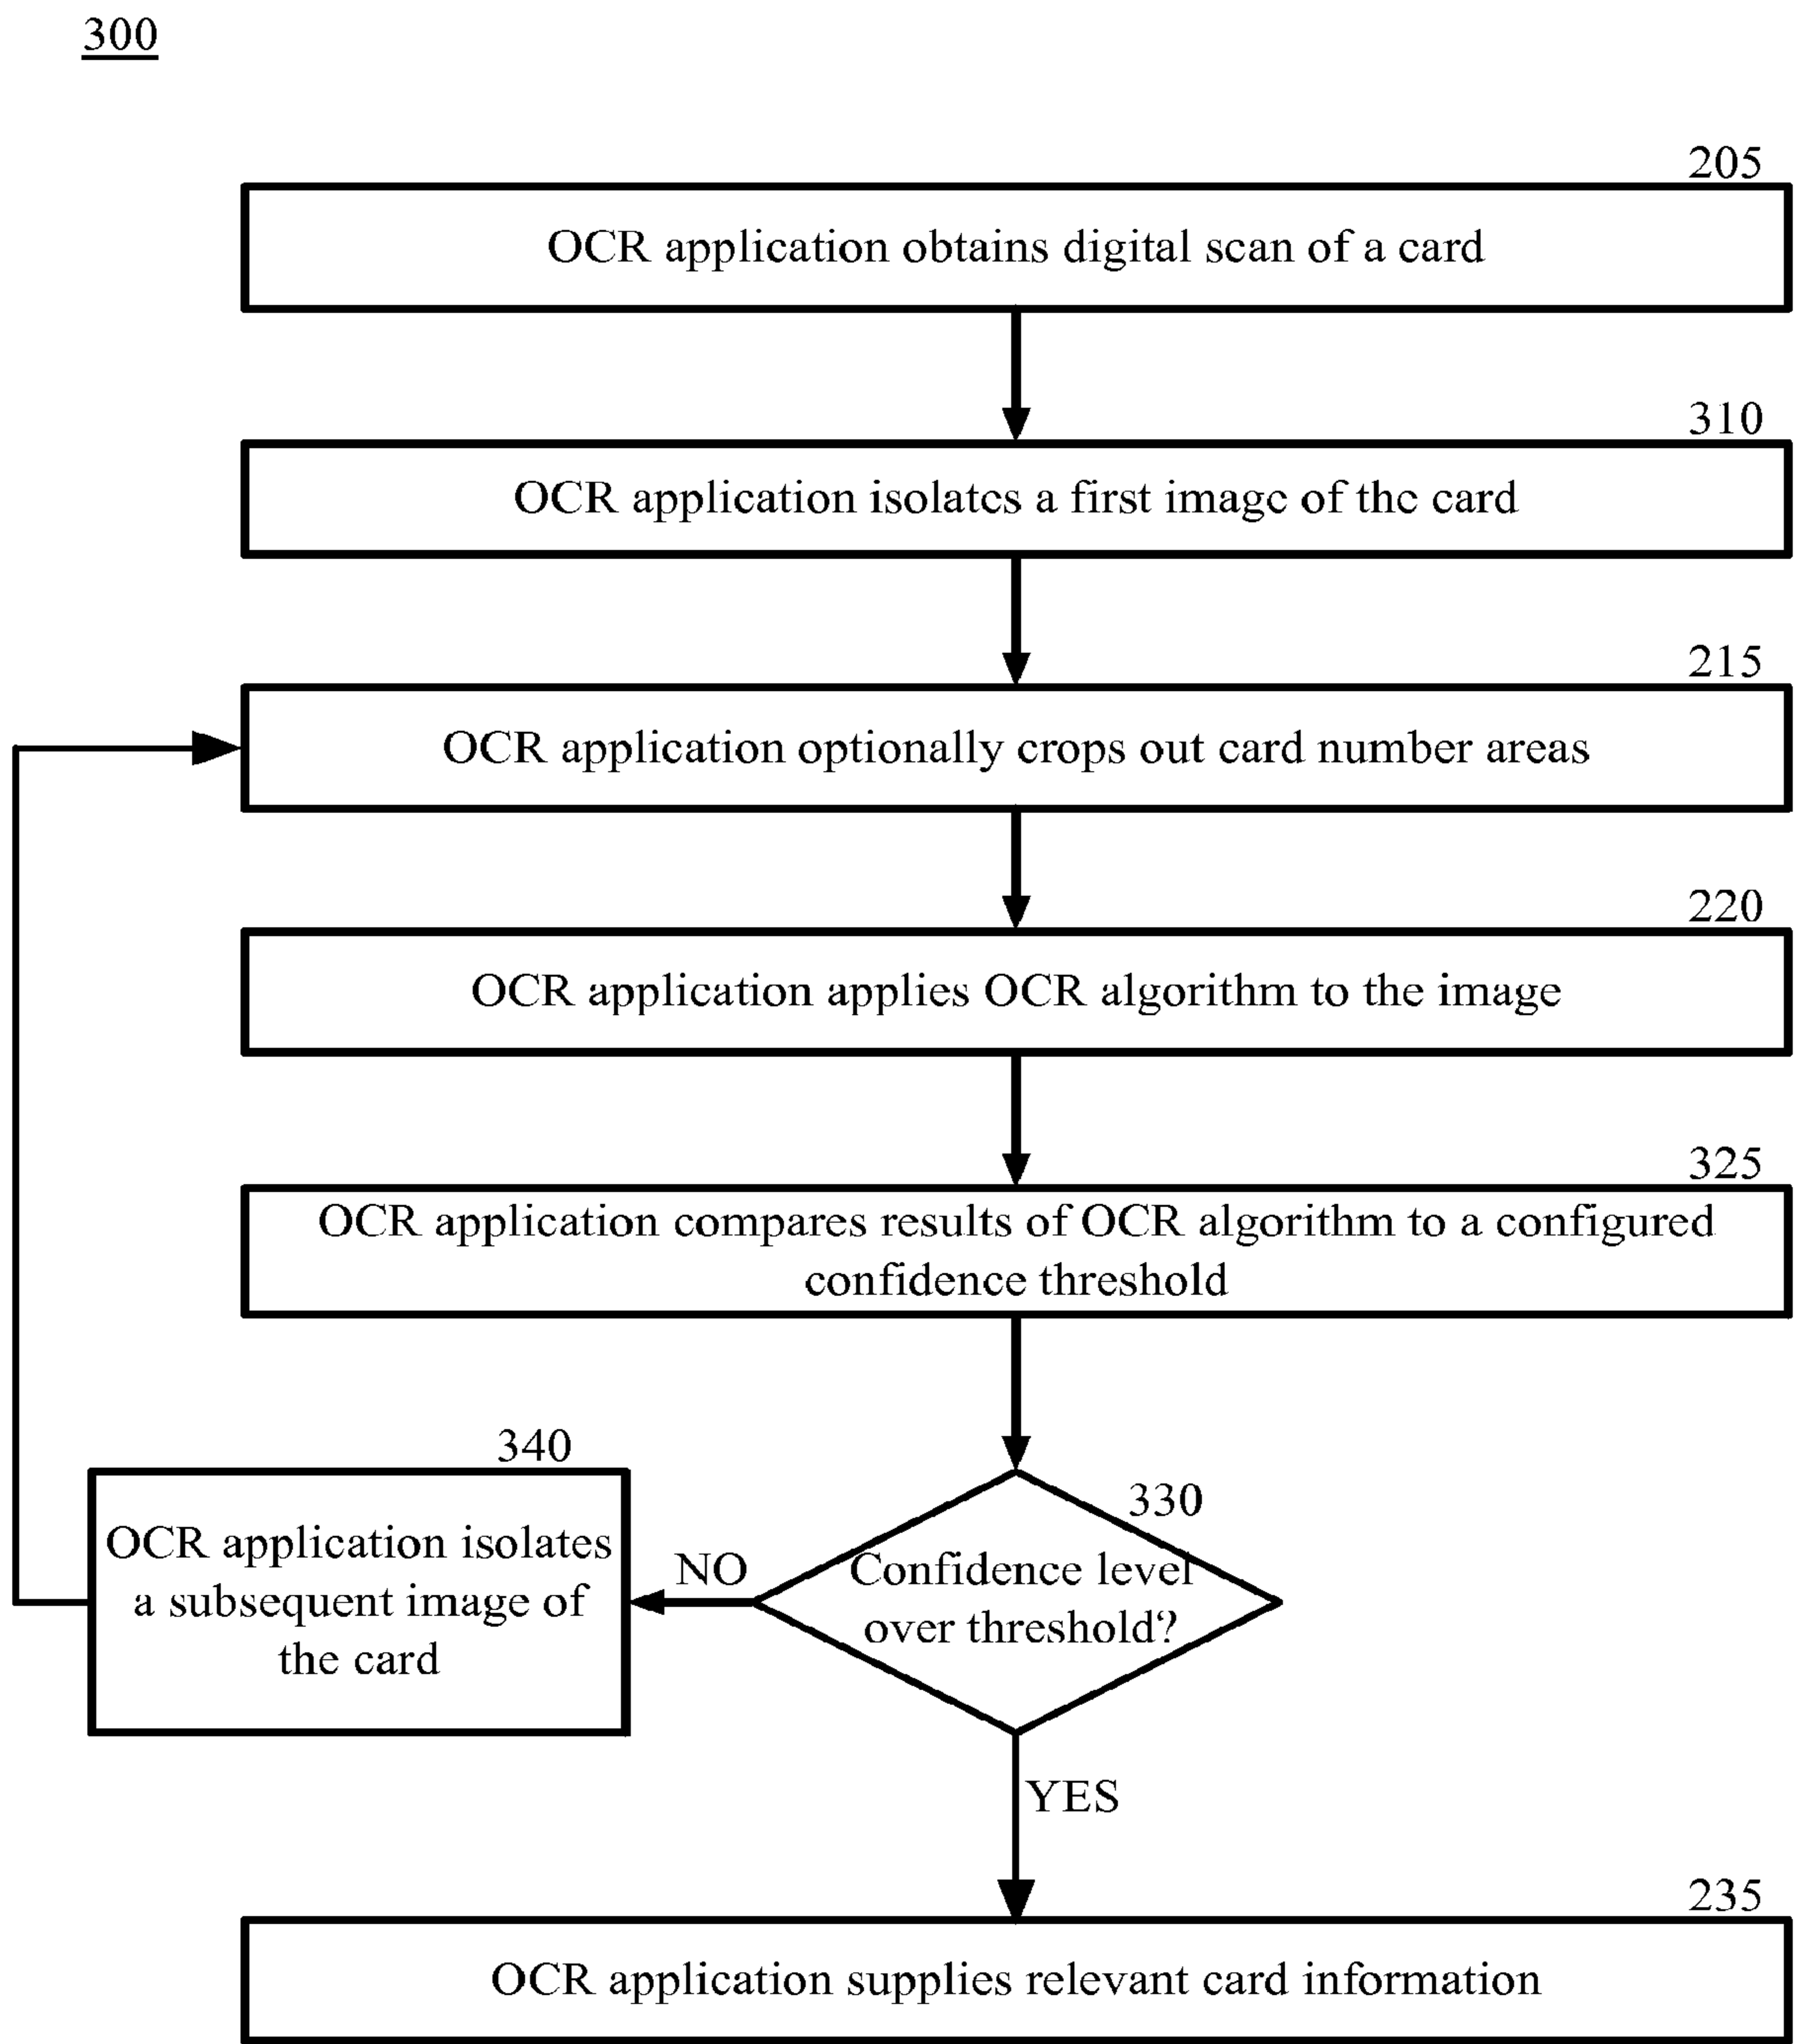 300
205
OCR application obtains digital scan of a card
310
OCR application isolates a first image of the card
215
OCR application optionally crops out card number areas
220
OCR application applies OCR algorithm to the image
325
OCR application compares results of OCR algorithm to a configured
confidence threshold
330
Confidence level
over threshold?
NO
340
OCR application isolates
a subsequent image of
the card
YES
235
OCR application supplies relevant card information